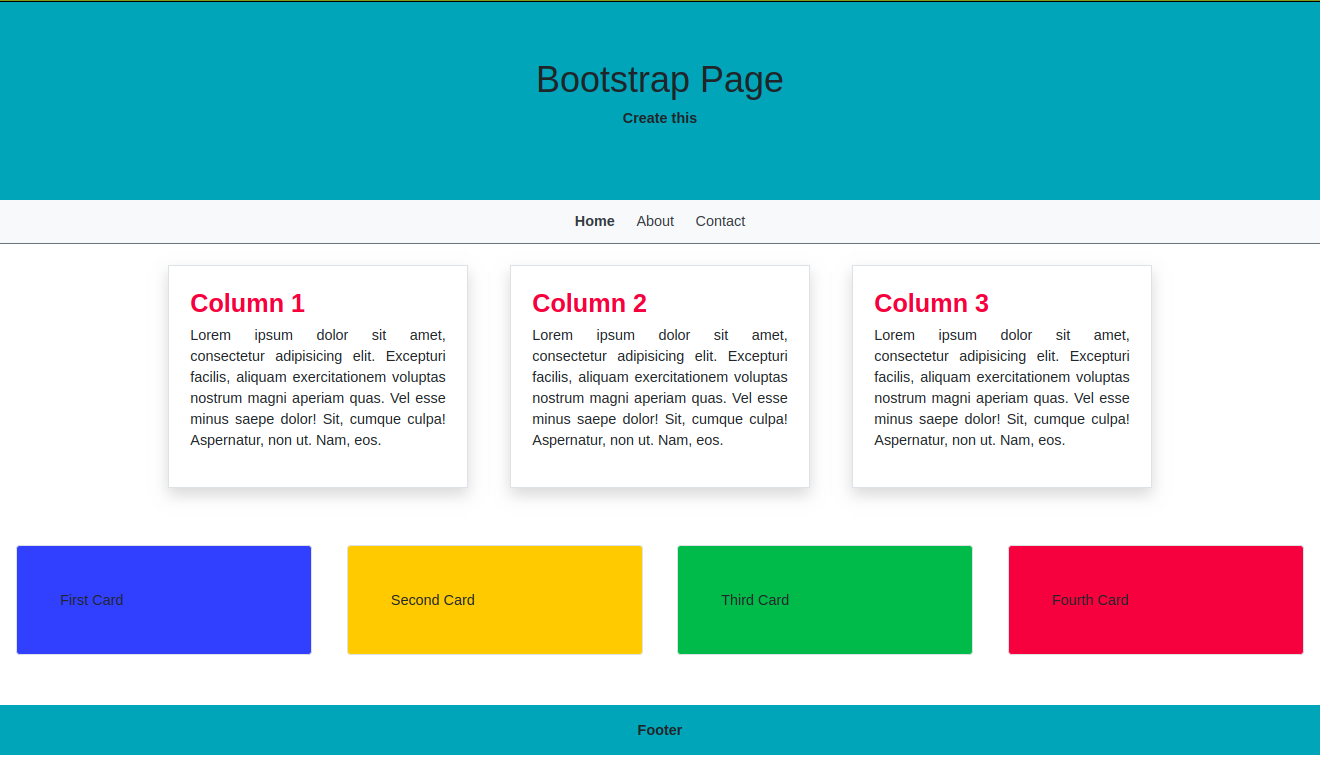 Bootstrap Page
Create this
Home About Contact
Column 1
Lorem ipsum dolor sit amet,
consectetur adipisicing elit. Excepturi
facilis, aliquam exercitationem voluptas
nostrum magni aperiam quas. Vel esse
minus saepe dolor! Sit, cumque culpa!
Aspernatur, non ut. Nam, eos.
Column 2
Lorem ipsum dolor sit amet,
consectetur adipisicing elit. Excepturi
facilis, aliquam exercitationem voluptas
nostrum magni aperiam quas. Vel esse
minus saepe dolor! Sit, cumque culpa!
Aspernatur, non ut. Nam, eos.
Column 3
Lorem ipsum dolor sit amet,
consectetur adipisicing elit. Excepturi
facilis, aliquam exercitationem voluptas
nostrum magni aperiam quas. Vel esse
minus saepe dolor! Sit, cumque culpa!
Aspernatur, non ut. Nam, eos.
First Card
Second Card
Third Card
Fourth Card
Footer